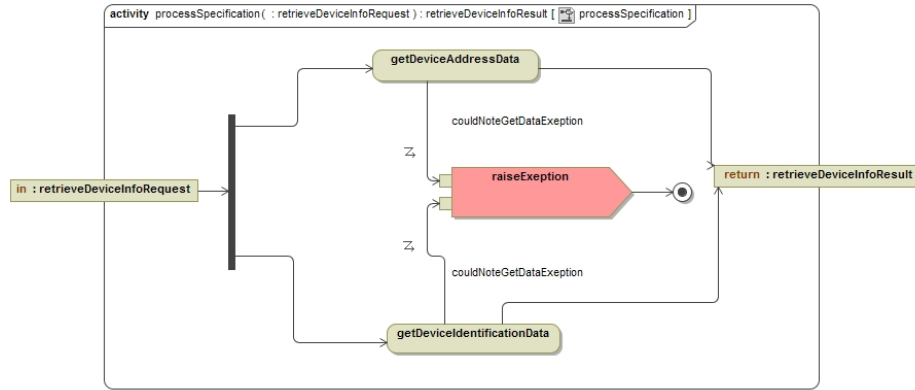 activity processSpecification( : retrieveDeviceInfoRequest ) : retrieveDeviceInfoResult [ processSpecification ]
getDeviceAddressData
couldNoteGetDataExeption
in : retrieveDeviceInfoRequest
raiseExeption
return : retrieveDeviceInfoResult
couldNoteGetDataExeption
getDeviceIdentificationData